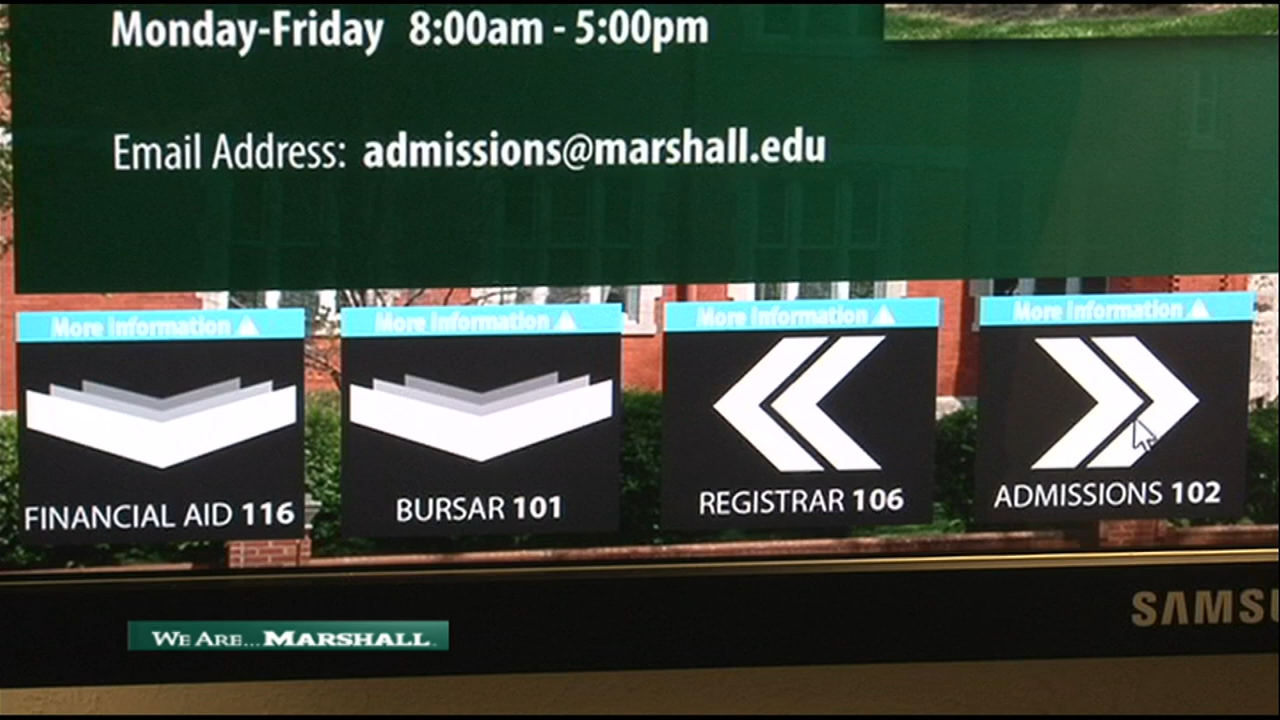 Monday-Friday 8:00am - 5:00pm
Email Address: admissions@marshall.edu
More Information
More Information
More Information
More Information
FINANCIAL AID 116
BURSAR 101
REGISTRAR 106
ADMISSIONS 102
SAMSU
WE ARE... MARSHALL